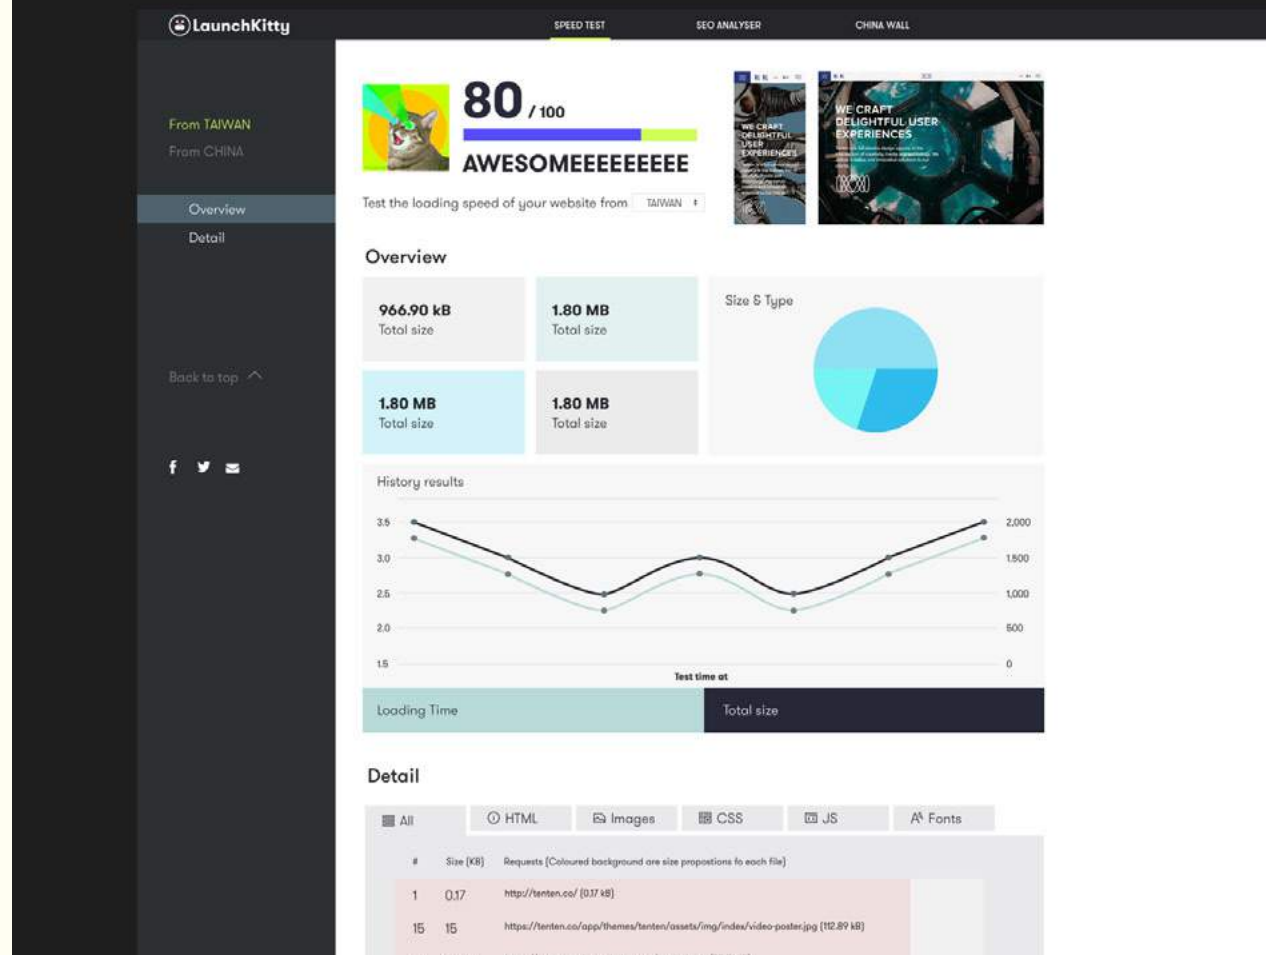 LaunchKitty
SPEED TEST
SEO ANALYSER
CHINA WALL
From TAIWAN
From CHINA
Overview
Detail
Back to top
80 / 100
AWESOMEEEEEEEEE
Test the loading speed of your website from TAIWAN
WE CRAFT
DELIGHTFUL
USER
EXPERIENCES
WE CRAFT
DELIGHTFUL USER
EXPERIENCES
Overview
966.90 kB
Total size
1.80 MB
Total size
1.80 MB
Total size
1.80 MB
Total size
Size & Type
History results
3.5
3.0
2.5
2.0
1.5
2,000
1.500
1,000
500
0
Test time at
Loading Time
Total size
Detail
All
HTML
Images
CSS
JS
Fonts
# Size (KB) Requests (Coloured background are size propostions fo each file)
1 0.17 http://tenten.co/ (0.17 kB)
15 15 https://tenten.co/app/themes/tenten/assets/img/index/video-poster.jpg (112.89 kB)